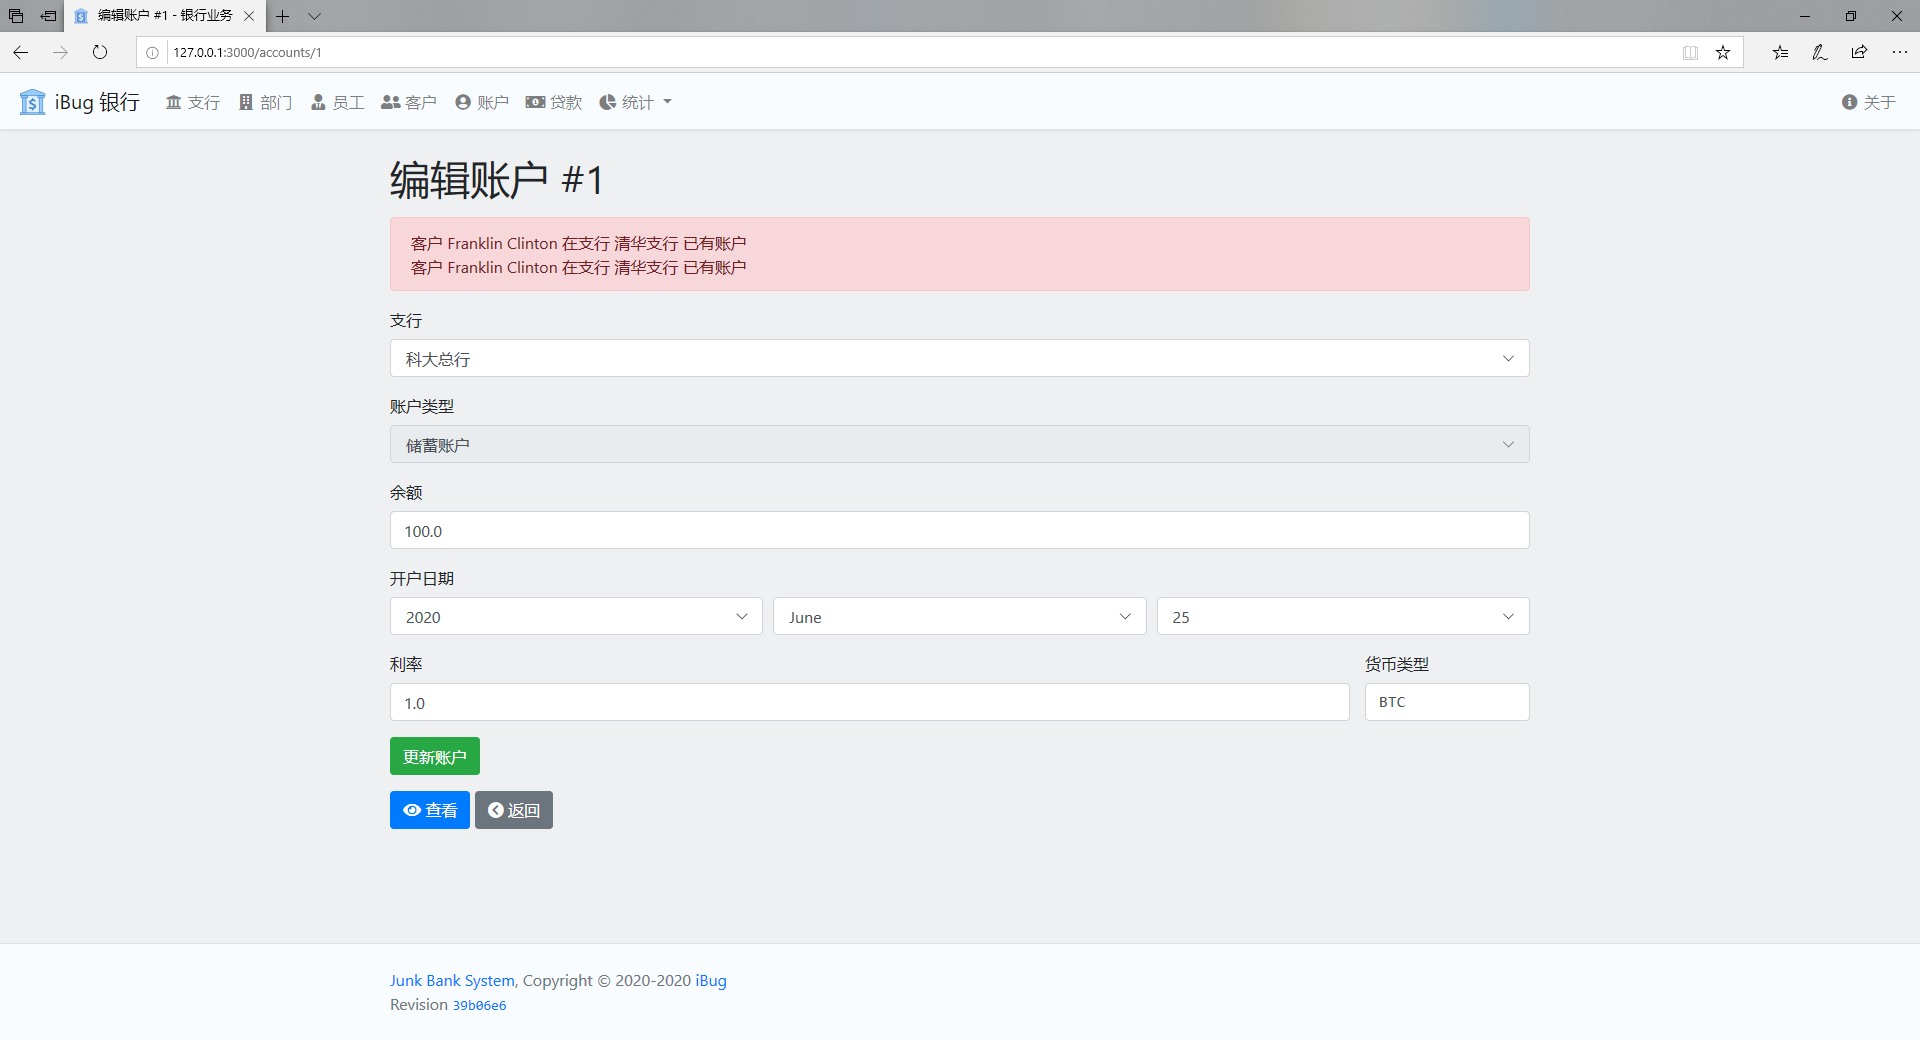 编辑账户 #1 - 银行业务
127.0.0.1:3000/accounts/1
iBug 银行 支行 部门 员工 客户 账户 贷款 统计 关于
编辑账户 #1
客户 Franklin Clinton 在支行 清华支行 已有账户
客户 Franklin Clinton 在支行 清华支行 已有账户
支行
科大总行
账户类型
储蓄账户
余额
100.0
开户日期
2020 June 25
利率 货币类型
1.0 BTC
更新账户
查看 返回
Junk Bank System, Copyright © 2020-2020 iBug
Revision 39b06e6